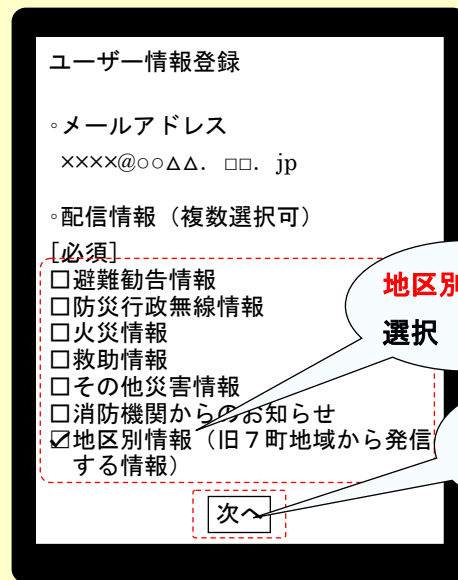 ユーザー情報登録
◦メールアドレス
××××@○○△△. □□. jp
◦配信情報（複数選択可）
[必須]
□避難勧告情報
□防災行政無線情報
□火災情報
□救助情報
□その他災害情報
□消防機関からのお知らせ
☑地区別情報（旧７町地域から発信
する情報）
次へ
地区別
選択